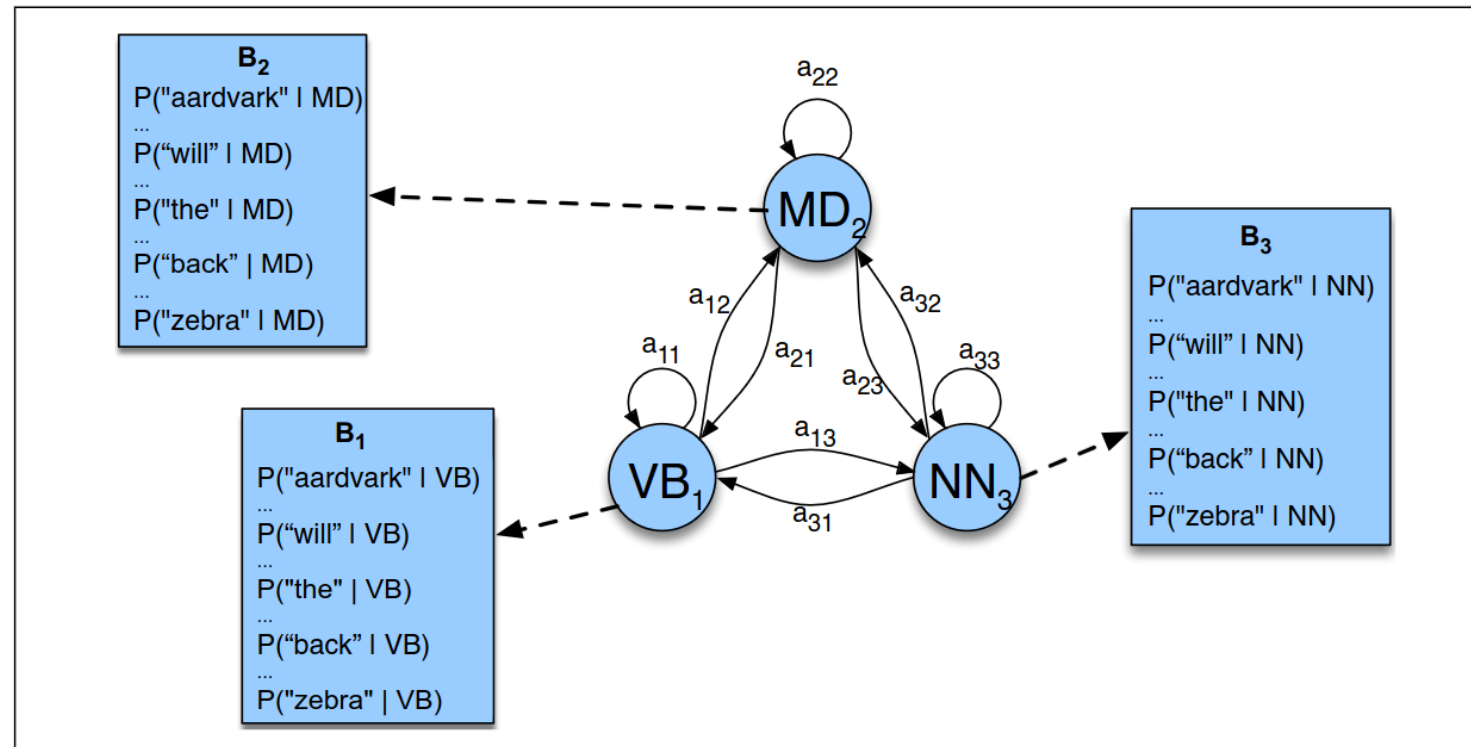 B2
P("aardvark" | MD)
...
P(“will” | MD)
...
P("the" | MD)
...
P(“back” | MD)
...
P("zebra" | MD)
a22
MD2
B3
P("aardvark" | NN)
...
P(“will” | NN)
...
P("the" | NN)
...
P(“back” | NN)
...
P("zebra" | NN)
a12
a32
a11
a21
a23
a33
B1
P("aardvark" | VB)
...
P(“will” | VB)
...
P("the" | VB)
...
P(“back” | VB)
...
P("zebra" | VB)
VB1
a13
NN3
a31